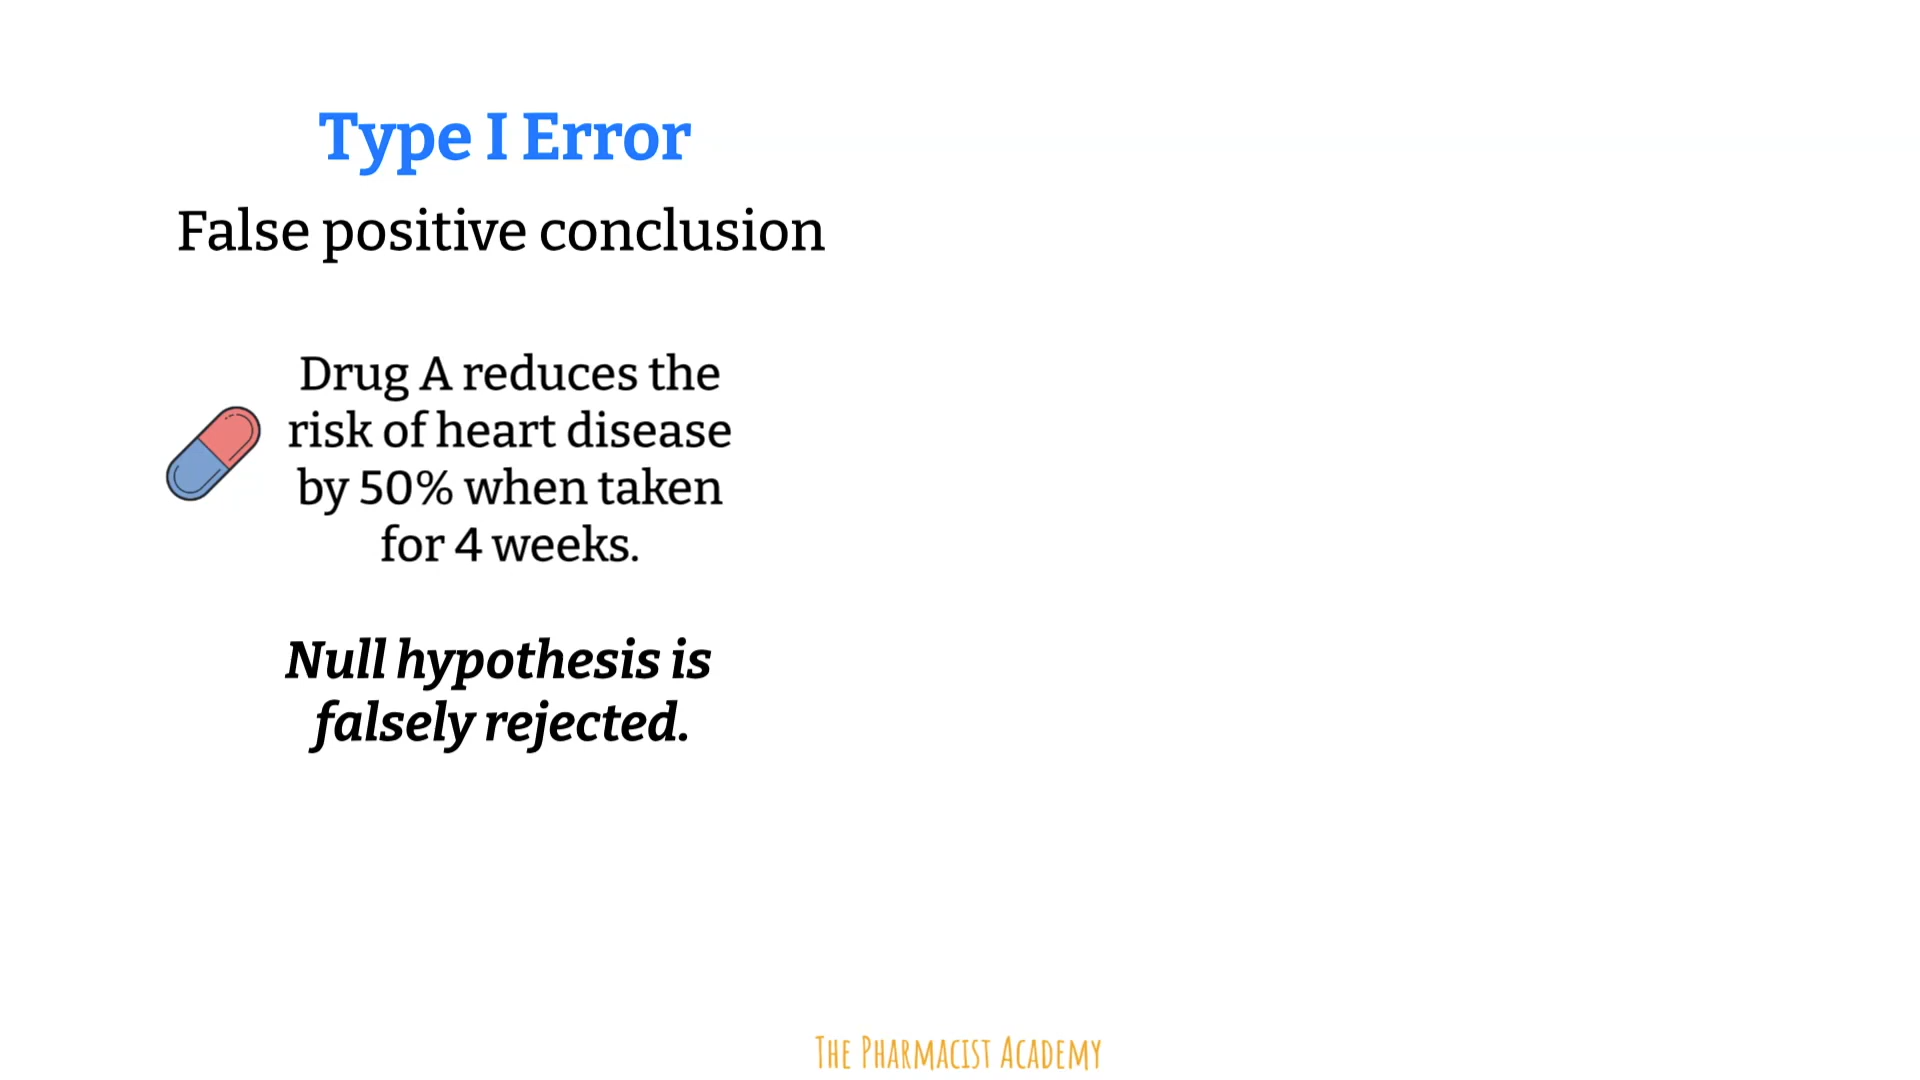 Type I Error
False positive conclusion
Drug A reduces the
risk of heart disease
by 50% when taken
for 4 weeks.
Null hypothesis is
falsely rejected.
The Pharmacist Academy